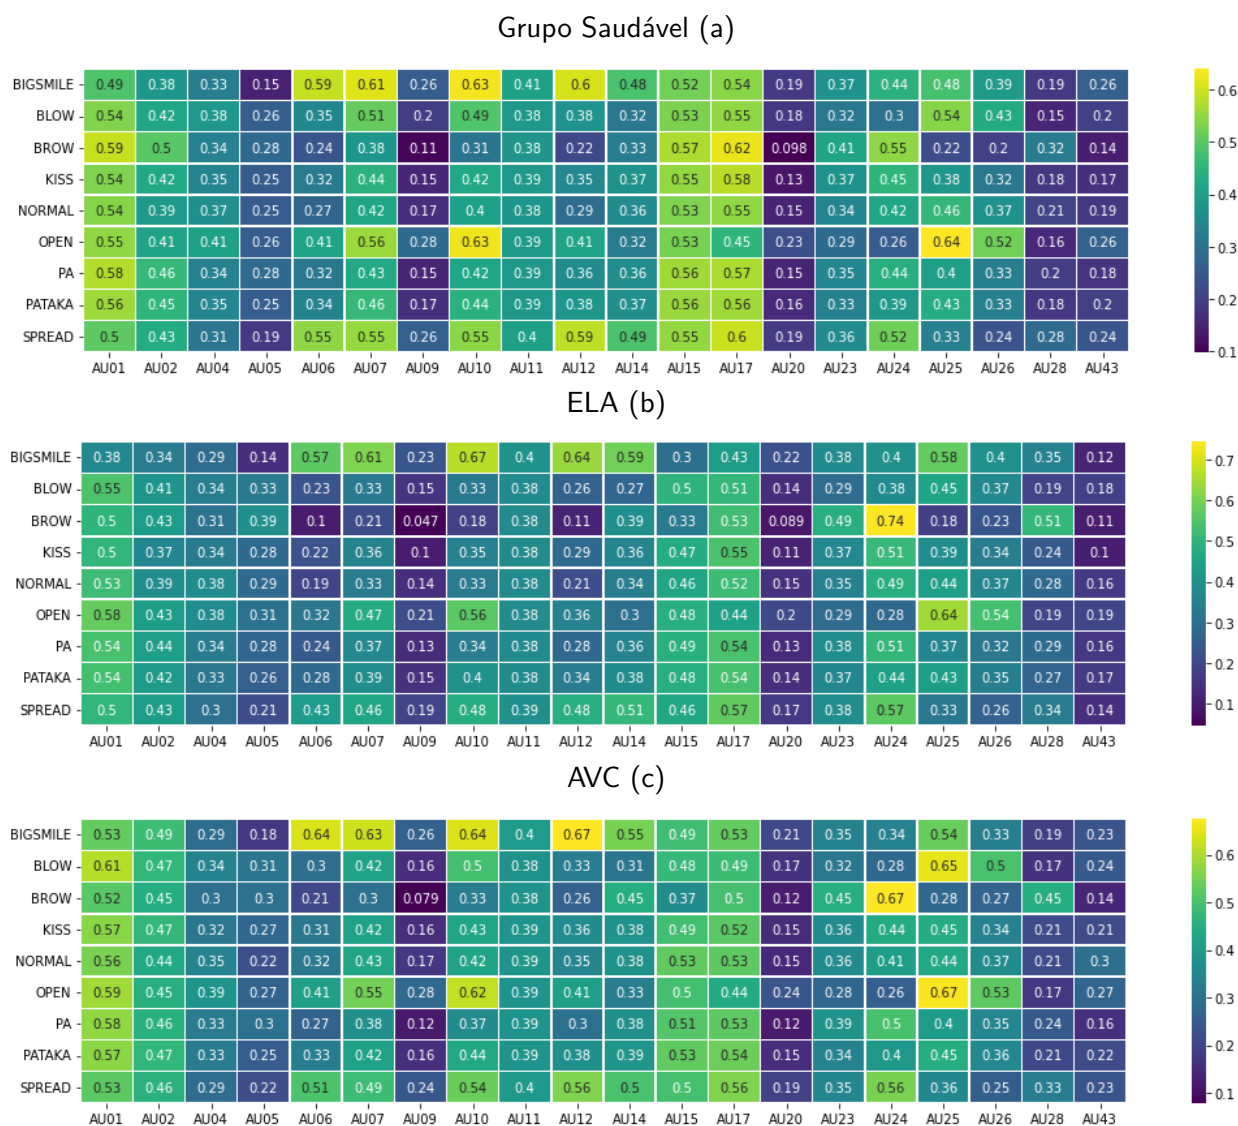 Grupo Saudável (a)
BIGSMILE 0.49 0.38 0.33 0.15 0.59 0.61 0.26 0.63 0.41 0.6 0.48 0.52 0.54 0.19 0.37 0.44 0.48 0.39 0.19 0.26
BLOW 0.54 0.42 0.38 0.26 0.35 0.51 0.2 0.49 0.38 0.38 0.32 0.53 0.55 0.18 0.32 0.3 0.54 0.43 0.15 0.2
BROW 0.59 0.5 0.34 0.28 0.24 0.38 0.11 0.31 0.38 0.22 0.33 0.57 0.62 0.098 0.41 0.55 0.22 0.2 0.32 0.14
KISS 0.54 0.42 0.35 0.25 0.32 0.44 0.15 0.42 0.39 0.35 0.37 0.55 0.58 0.13 0.37 0.45 0.38 0.32 0.18 0.17
NORMAL 0.54 0.39 0.37 0.25 0.27 0.42 0.17 0.4 0.38 0.29 0.36 0.53 0.55 0.15 0.34 0.42 0.46 0.37 0.21 0.19
OPEN 0.55 0.41 0.41 0.26 0.41 0.56 0.28 0.63 0.39 0.41 0.32 0.53 0.45 0.23 0.29 0.26 0.64 0.52 0.16 0.26
PA 0.58 0.46 0.34 0.28 0.32 0.43 0.15 0.42 0.39 0.36 0.36 0.56 0.57 0.15 0.35 0.44 0.4 0.33 0.2 0.18
PATAKA 0.56 0.45 0.35 0.25 0.34 0.46 0.17 0.44 0.39 0.38 0.37 0.56 0.56 0.16 0.33 0.39 0.43 0.33 0.18 0.2
SPREAD 0.5 0.43 0.31 0.19 0.55 0.55 0.26 0.55 0.4 0.59 0.49 0.55 0.6 0.19 0.36 0.52 0.33 0.24 0.28 0.24
AU01 AU02 AU04 AU05 AU06 AU07 AU09 AU10 AU11 AU12 AU14 AU15 AU17 AU20 AU23 AU24 AU25 AU26 AU28 AU43
0.6
0.5
0.4
0.3
0.2
0.1
ELA (b)
BIGSMILE 0.38 0.34 0.29 0.14 0.57 0.61 0.23 0.67 0.4 0.64 0.59 0.3 0.43 0.22 0.38 0.4 0.58 0.4 0.35 0.12
BLOW 0.55 0.41 0.34 0.33 0.23 0.33 0.15 0.33 0.38 0.26 0.27 0.5 0.51 0.14 0.29 0.38 0.45 0.37 0.19 0.18
BROW 0.5 0.43 0.31 0.39 0.1 0.21 0.047 0.18 0.38 0.11 0.39 0.33 0.53 0.089 0.49 0.74 0.18 0.23 0.51 0.11
KISS 0.5 0.37 0.34 0.28 0.22 0.36 0.1 0.35 0.38 0.29 0.36 0.47 0.55 0.11 0.37 0.51 0.39 0.34 0.24 0.1
NORMAL 0.53 0.39 0.38 0.29 0.19 0.33 0.14 0.33 0.38 0.21 0.34 0.46 0.52 0.15 0.35 0.49 0.44 0.37 0.28 0.16
OPEN 0.58 0.43 0.38 0.31 0.32 0.47 0.21 0.56 0.38 0.36 0.3 0.48 0.44 0.2 0.29 0.28 0.64 0.54 0.19 0.19
PA 0.54 0.44 0.34 0.28 0.24 0.37 0.13 0.34 0.38 0.28 0.36 0.49 0.54 0.13 0.38 0.51 0.37 0.32 0.29 0.16
PATAKA 0.54 0.42 0.33 0.26 0.28 0.39 0.15 0.4 0.38 0.34 0.38 0.48 0.54 0.14 0.37 0.44 0.43 0.35 0.27 0.17
SPREAD 0.5 0.43 0.3 0.21 0.43 0.46 0.19 0.48 0.39 0.48 0.51 0.46 0.57 0.17 0.38 0.57 0.33 0.26 0.34 0.14
AU01 AU02 AU04 AU05 AU06 AU07 AU09 AU10 AU11 AU12 AU14 AU15 AU17 AU20 AU23 AU24 AU25 AU26 AU28 AU43
0.7
0.6
0.5
0.4
0.3
0.2
0.1
AVC (c)
BIGSMILE 0.53 0.49 0.29 0.18 0.64 0.63 0.26 0.64 0.4 0.67 0.55 0.49 0.53 0.21 0.35 0.34 0.54 0.33 0.19 0.23
BLOW 0.61 0.47 0.34 0.31 0.3 0.42 0.16 0.5 0.38 0.33 0.31 0.48 0.49 0.17 0.32 0.28 0.65 0.5 0.17 0.24
BROW 0.52 0.45 0.3 0.3 0.21 0.3 0.079 0.33 0.38 0.26 0.45 0.37 0.5 0.12 0.45 0.67 0.28 0.27 0.45 0.14
KISS 0.57 0.47 0.32 0.27 0.31 0.42 0.16 0.43 0.39 0.36 0.38 0.49 0.52 0.15 0.36 0.44 0.45 0.34 0.21 0.21
NORMAL 0.56 0.44 0.35 0.22 0.32 0.43 0.17 0.42 0.39 0.35 0.38 0.53 0.53 0.15 0.36 0.41 0.44 0.37 0.21 0.3
OPEN 0.59 0.45 0.39 0.27 0.41 0.55 0.28 0.62 0.39 0.41 0.33 0.5 0.44 0.24 0.28 0.26 0.67 0.53 0.17 0.27
PA 0.58 0.46 0.33 0.3 0.27 0.38 0.12 0.37 0.39 0.3 0.38 0.51 0.53 0.12 0.39 0.5 0.4 0.35 0.24 0.16
PATAKA 0.57 0.47 0.33 0.25 0.33 0.42 0.16 0.44 0.39 0.38 0.39 0.53 0.54 0.15 0.34 0.4 0.45 0.36 0.21 0.22
SPREAD 0.53 0.46 0.29 0.22 0.51 0.49 0.24 0.54 0.4 0.56 0.5 0.5 0.56 0.19 0.35 0.56 0.36 0.25 0.33 0.23
AU01 AU02 AU04 AU05 AU06 AU07 AU09 AU10 AU11 AU12 AU14 AU15 AU17 AU20 AU23 AU24 AU25 AU26 AU28 AU43
0.6
0.5
0.4
0.3
0.2
0.1